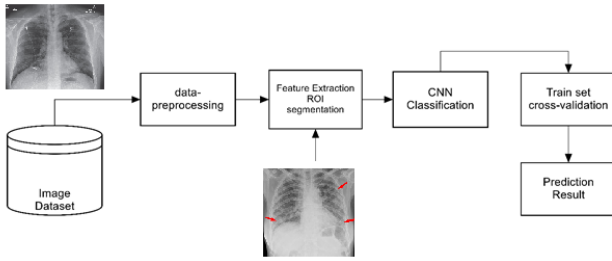 data-
preprocessing
Feature Extraction
ROI
segmentation
CNN
Classification
Train set
cross-validation
Image
Dataset
Prediction
Result